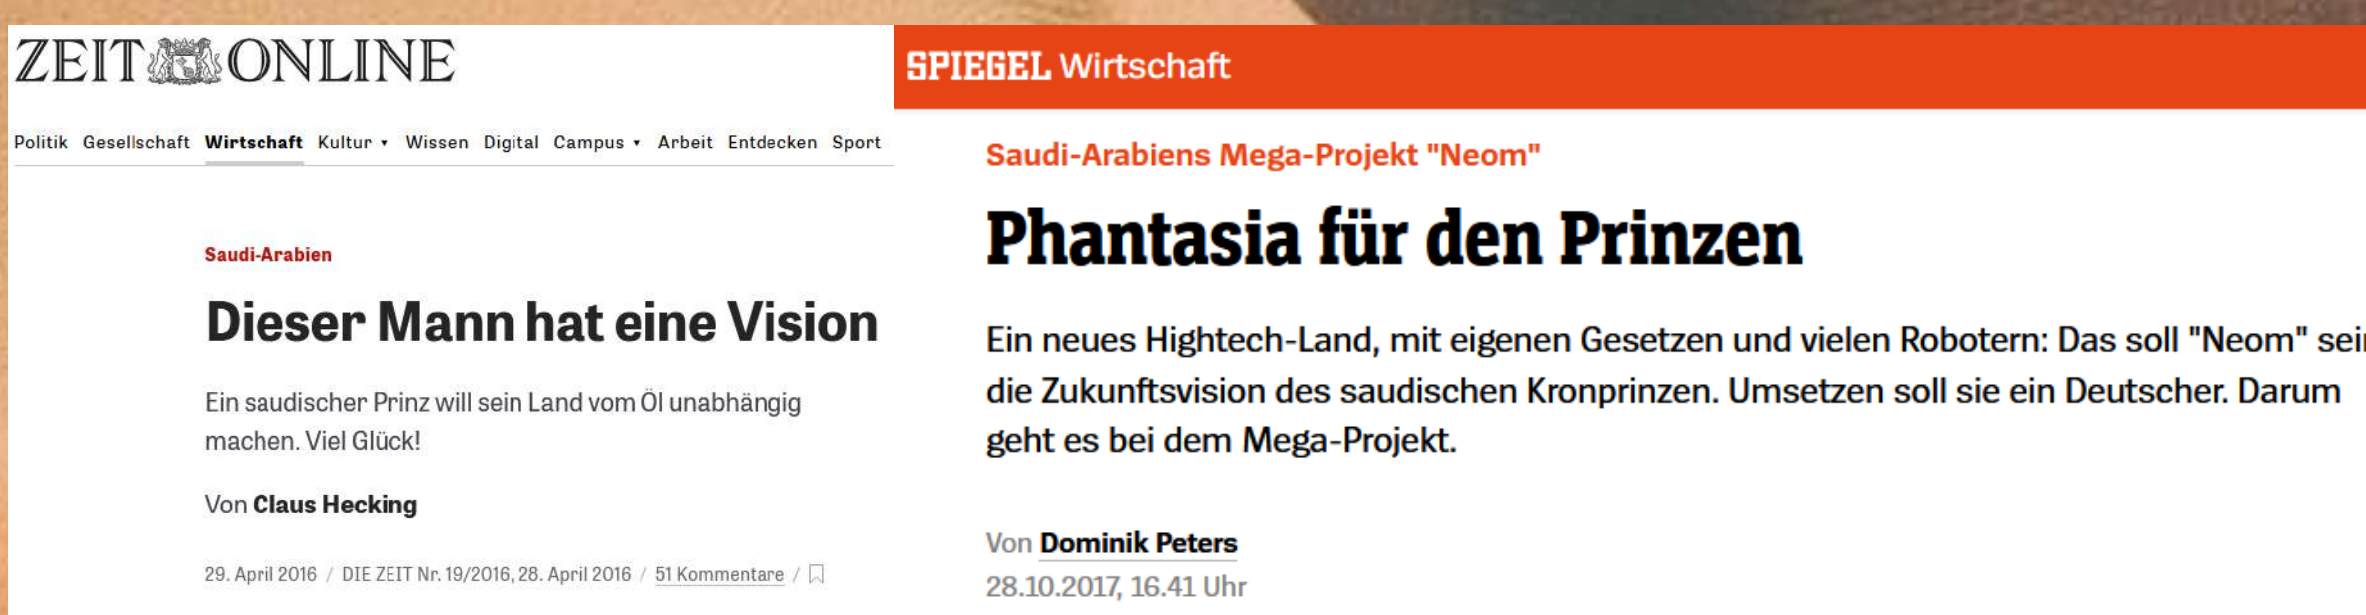 ZEIT ONLINE
Politik Gesellschaft Wirtschaft Kultur Wissen Digital Campus Arbeit Entdecken Sport
Saudi-Arabien
Dieser Mann hat eine Vision
Ein saudischer Prinz will sein Land vom Öl unabhängig
machen. Viel Glück!
Von Claus Hecking
29. April 2016 / DIE ZEIT Nr. 19/2016, 28. April 2016 / 51 Kommentare /
SPIEGEL Wirtschaft
Saudi-Arabiens Mega-Projekt "Neom"
Phantasia für den Prinzen
Ein neues Hightech-Land, mit eigenen Gesetzen und vielen Robotern: Das soll "Neom"
die Zukunftsvision des saudischen Kronprinzen. Umsetzen soll sie ein Deutscher. Darum
geht es bei dem Mega-Projekt.
Von Dominik Peters
28.10.2017, 16.41 Uhr